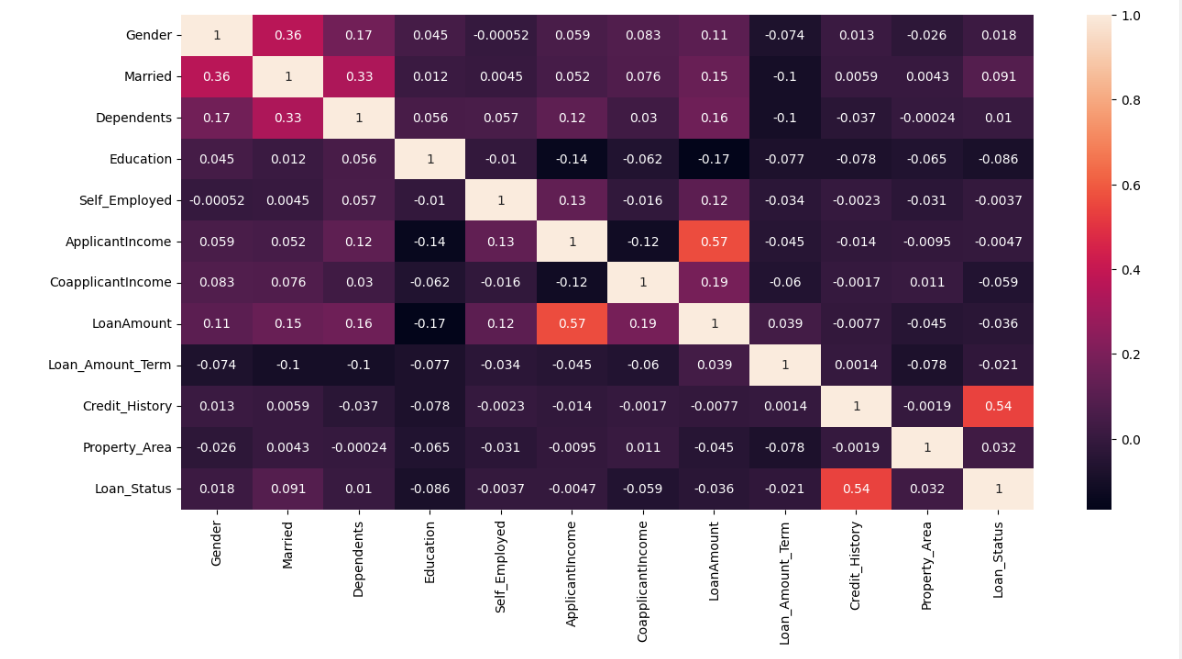 1.0
Gender 1 0.36 0.17 0.045 -0.00052 0.059 0.083 0.11 -0.074 0.013 -0.026 0.018
Married 0.36 1 0.33 0.012 0.0045 0.052 0.076 0.15 -0.1 0.0059 0.0043 0.091
0.8
Dependents 0.17 0.33 1 0.056 0.057 0.12 0.03 0.16 -0.1 -0.037 -0.00024 0.01
Education 0.045 0.012 0.056 1 -0.01 -0.14 -0.062 -0.17 -0.077 -0.078 -0.065 -0.086
0.6
Self_Employed -0.00052 0.0045 0.057 -0.01 1 0.13 -0.016 0.12 -0.034 -0.0023 -0.031 -0.0037
ApplicantIncome 0.059 0.052 0.12 -0.14 0.13 1 -0.12 0.57 -0.045 -0.014 -0.0095 -0.0047
0.4
CoapplicantIncome 0.083 0.076 0.03 -0.062 -0.016 -0.12 1 0.19 -0.06 -0.0017 0.011 -0.059
LoanAmount 0.11 0.15 0.16 -0.17 0.12 0.57 0.19 1 0.039 -0.0077 -0.045 -0.036
0.2
Loan_Amount_Term -0.074 -0.1 -0.1 -0.077 -0.034 -0.045 -0.06 0.039 1 0.0014 -0.078 -0.021
Credit_History 0.013 0.0059 -0.037 -0.078 -0.0023 -0.014 -0.0017 -0.0077 0.0014 1 -0.0019 0.54
0.0
Property_Area -0.026 0.0043 -0.00024 -0.065 -0.031 -0.0095 0.011 -0.045 -0.078 -0.0019 1 0.032
Loan_Status 0.018 0.091 0.01 -0.086 -0.0037 -0.0047 -0.059 -0.036 -0.021 0.54 0.032 1
Gender
Married
Dependents
Education
Self_Employed
ApplicantIncome
CoapplicantIncome
LoanAmount
Loan_Amount_Term
Credit_History
Property_Area
Loan_Status